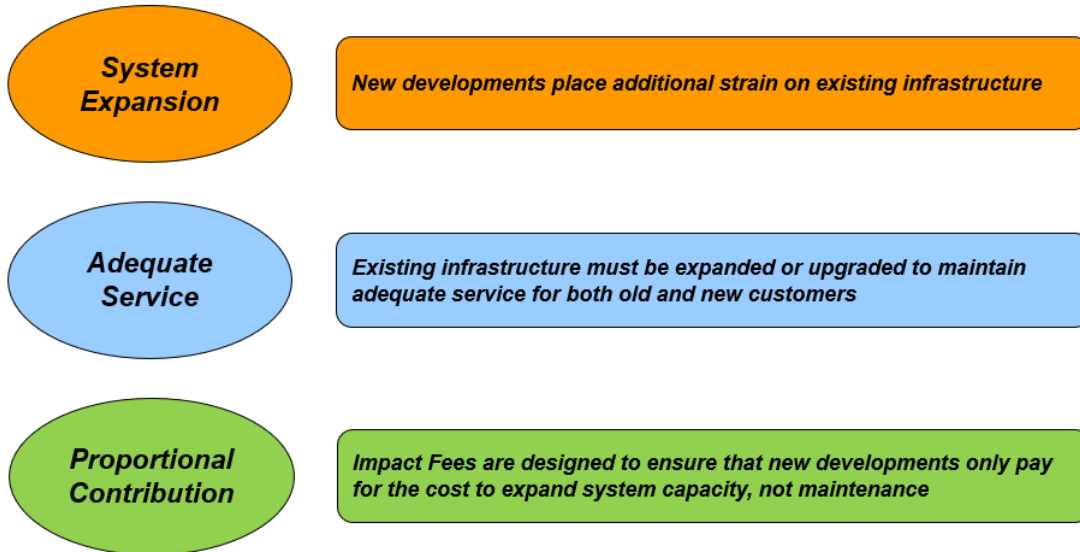 System
Expansion
New developments place additional strain on existing infrastructure
Adequate
Service
Existing infrastructure must be expanded or upgraded to maintain
adequate service for both old and new customers
Proportional
Contribution
Impact Fees are designed to ensure that new developments only pay
for the cost to expand system capacity, not maintenance